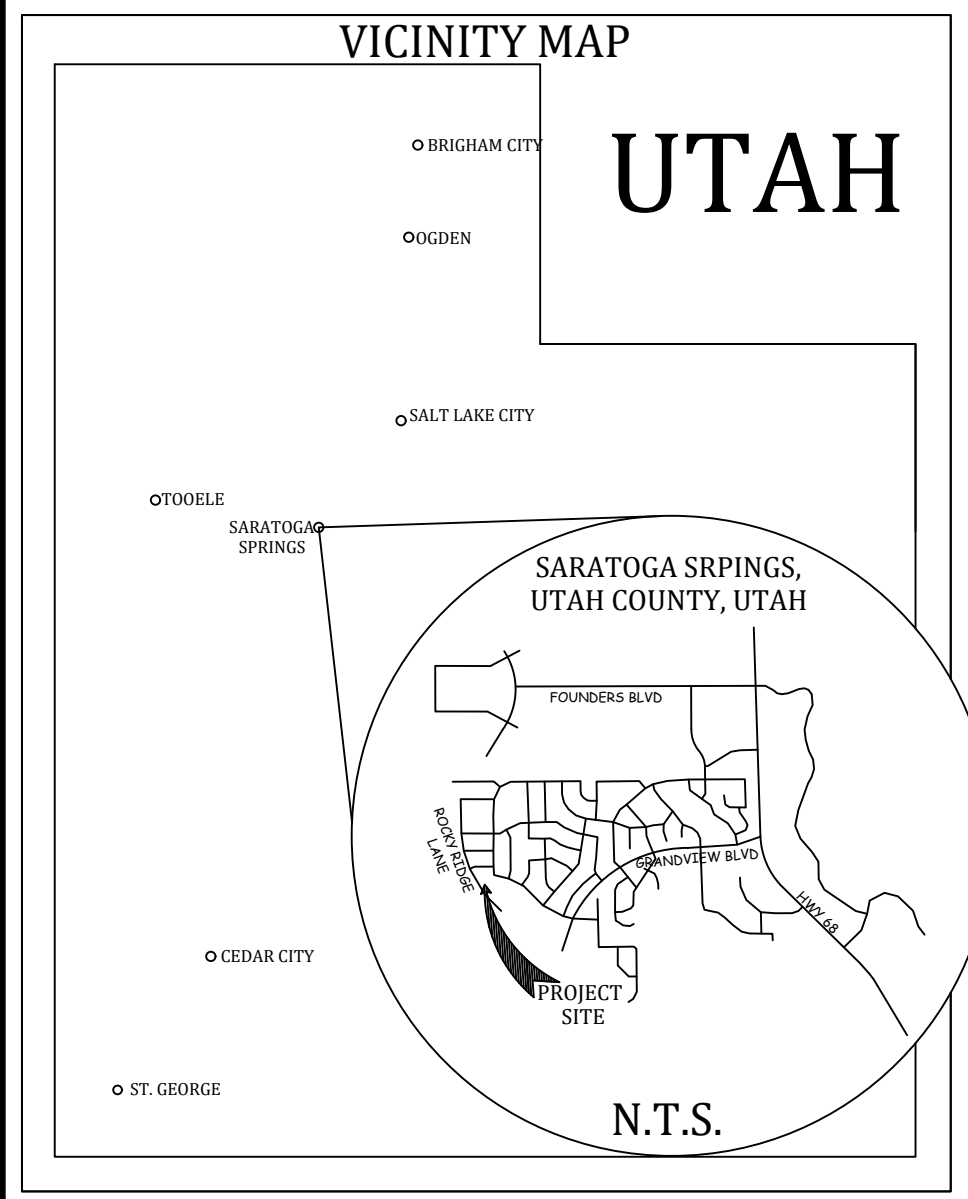 VICINITY MAP
UTAH
BRIGHAM CITY
OGDEN
SALT LAKE CITY
TOOELE
SARATOGA
SPRINGS
SARATOGA SRPINGS,
UTAH COUNTY, UTAH
FOUNDERS BLVD
ROCKY RIDGE
LANE
GRANDVIEW BLVD
HWY 68
CEDAR CITY
PROJECT
SITE
ST. GEORGE
N.T.S.